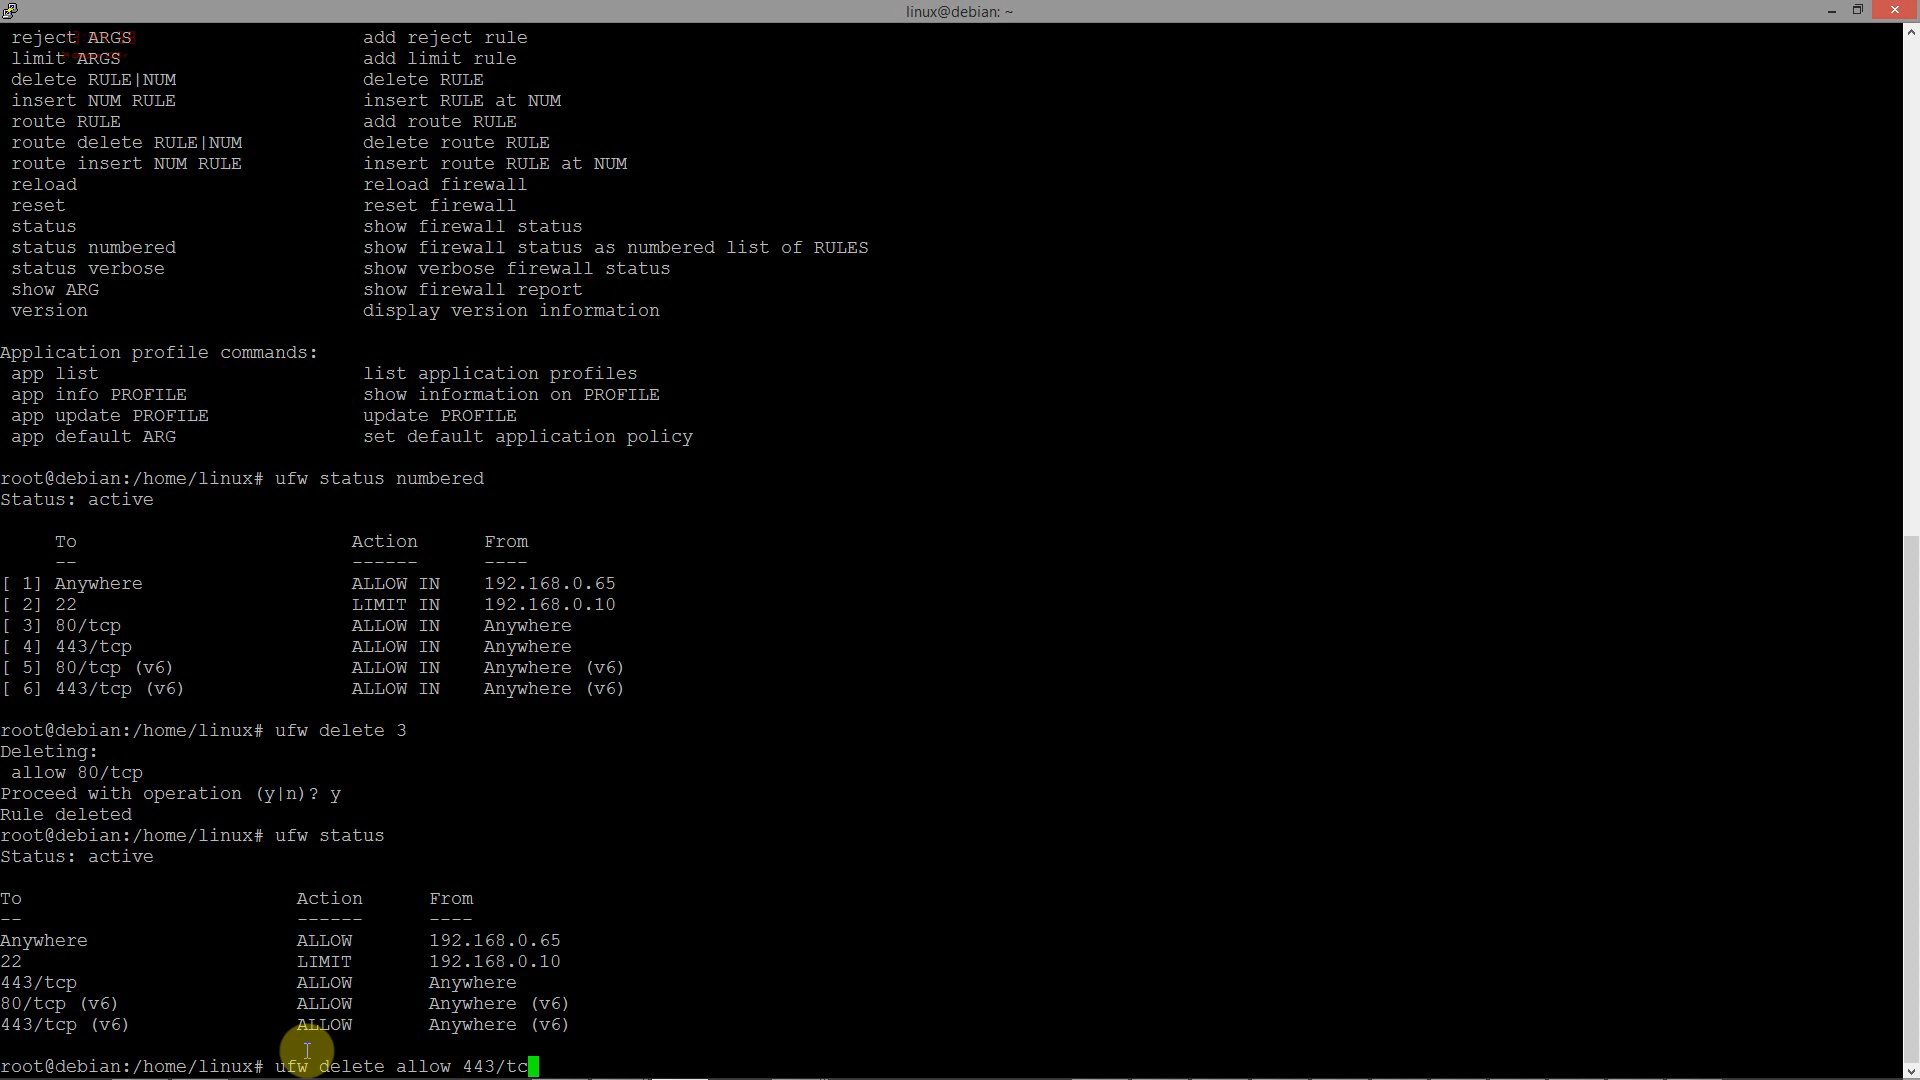 linux@debian: ~
reject ARGS                     add reject rule
limit ARGS                      add limit rule
delete RULE|NUM                 delete RULE
insert NUM RULE                 insert RULE at NUM
route RULE                      add route RULE
route delete RULE|NUM           delete route RULE
route insert NUM RULE           insert route RULE at NUM
reload                          reload firewall
reset                           reset firewall
status                          show firewall status
status numbered                 show firewall status as numbered list of RULES
status verbose                  show verbose firewall status
show ARG                        show firewall report
version                         display version information
Application profile commands:
app list                        list application profiles
app info PROFILE                show information on PROFILE
app update PROFILE              update PROFILE
app default ARG                 set default application policy
root@debian:/home/linux# ufw status numbered
Status: active
To                         Action      From
--                         ------      ----
[ 1] Anywhere                   ALLOW IN    192.168.0.65
[ 2] 22                         LIMIT IN    192.168.0.10
[ 3] 80/tcp                     ALLOW IN    Anywhere
[ 4] 443/tcp                    ALLOW IN    Anywhere
[ 5] 80/tcp (v6)                ALLOW IN    Anywhere (v6)
[ 6] 443/tcp (v6)               ALLOW IN    Anywhere (v6)
root@debian:/home/linux# ufw delete 3
Deleting:
allow 80/tcp
Proceed with operation (y|n)? y
Rule deleted
root@debian:/home/linux# ufw status
Status: active
To                         Action      From
--                         ------      ----
Anywhere                   ALLOW       192.168.0.65
22                         LIMIT       192.168.0.10
443/tcp                    ALLOW       Anywhere
80/tcp (v6)                ALLOW       Anywhere (v6)
443/tcp (v6)               ALLOW       Anywhere (v6)
root@debian:/home/linux# ufw delete allow 443/tc